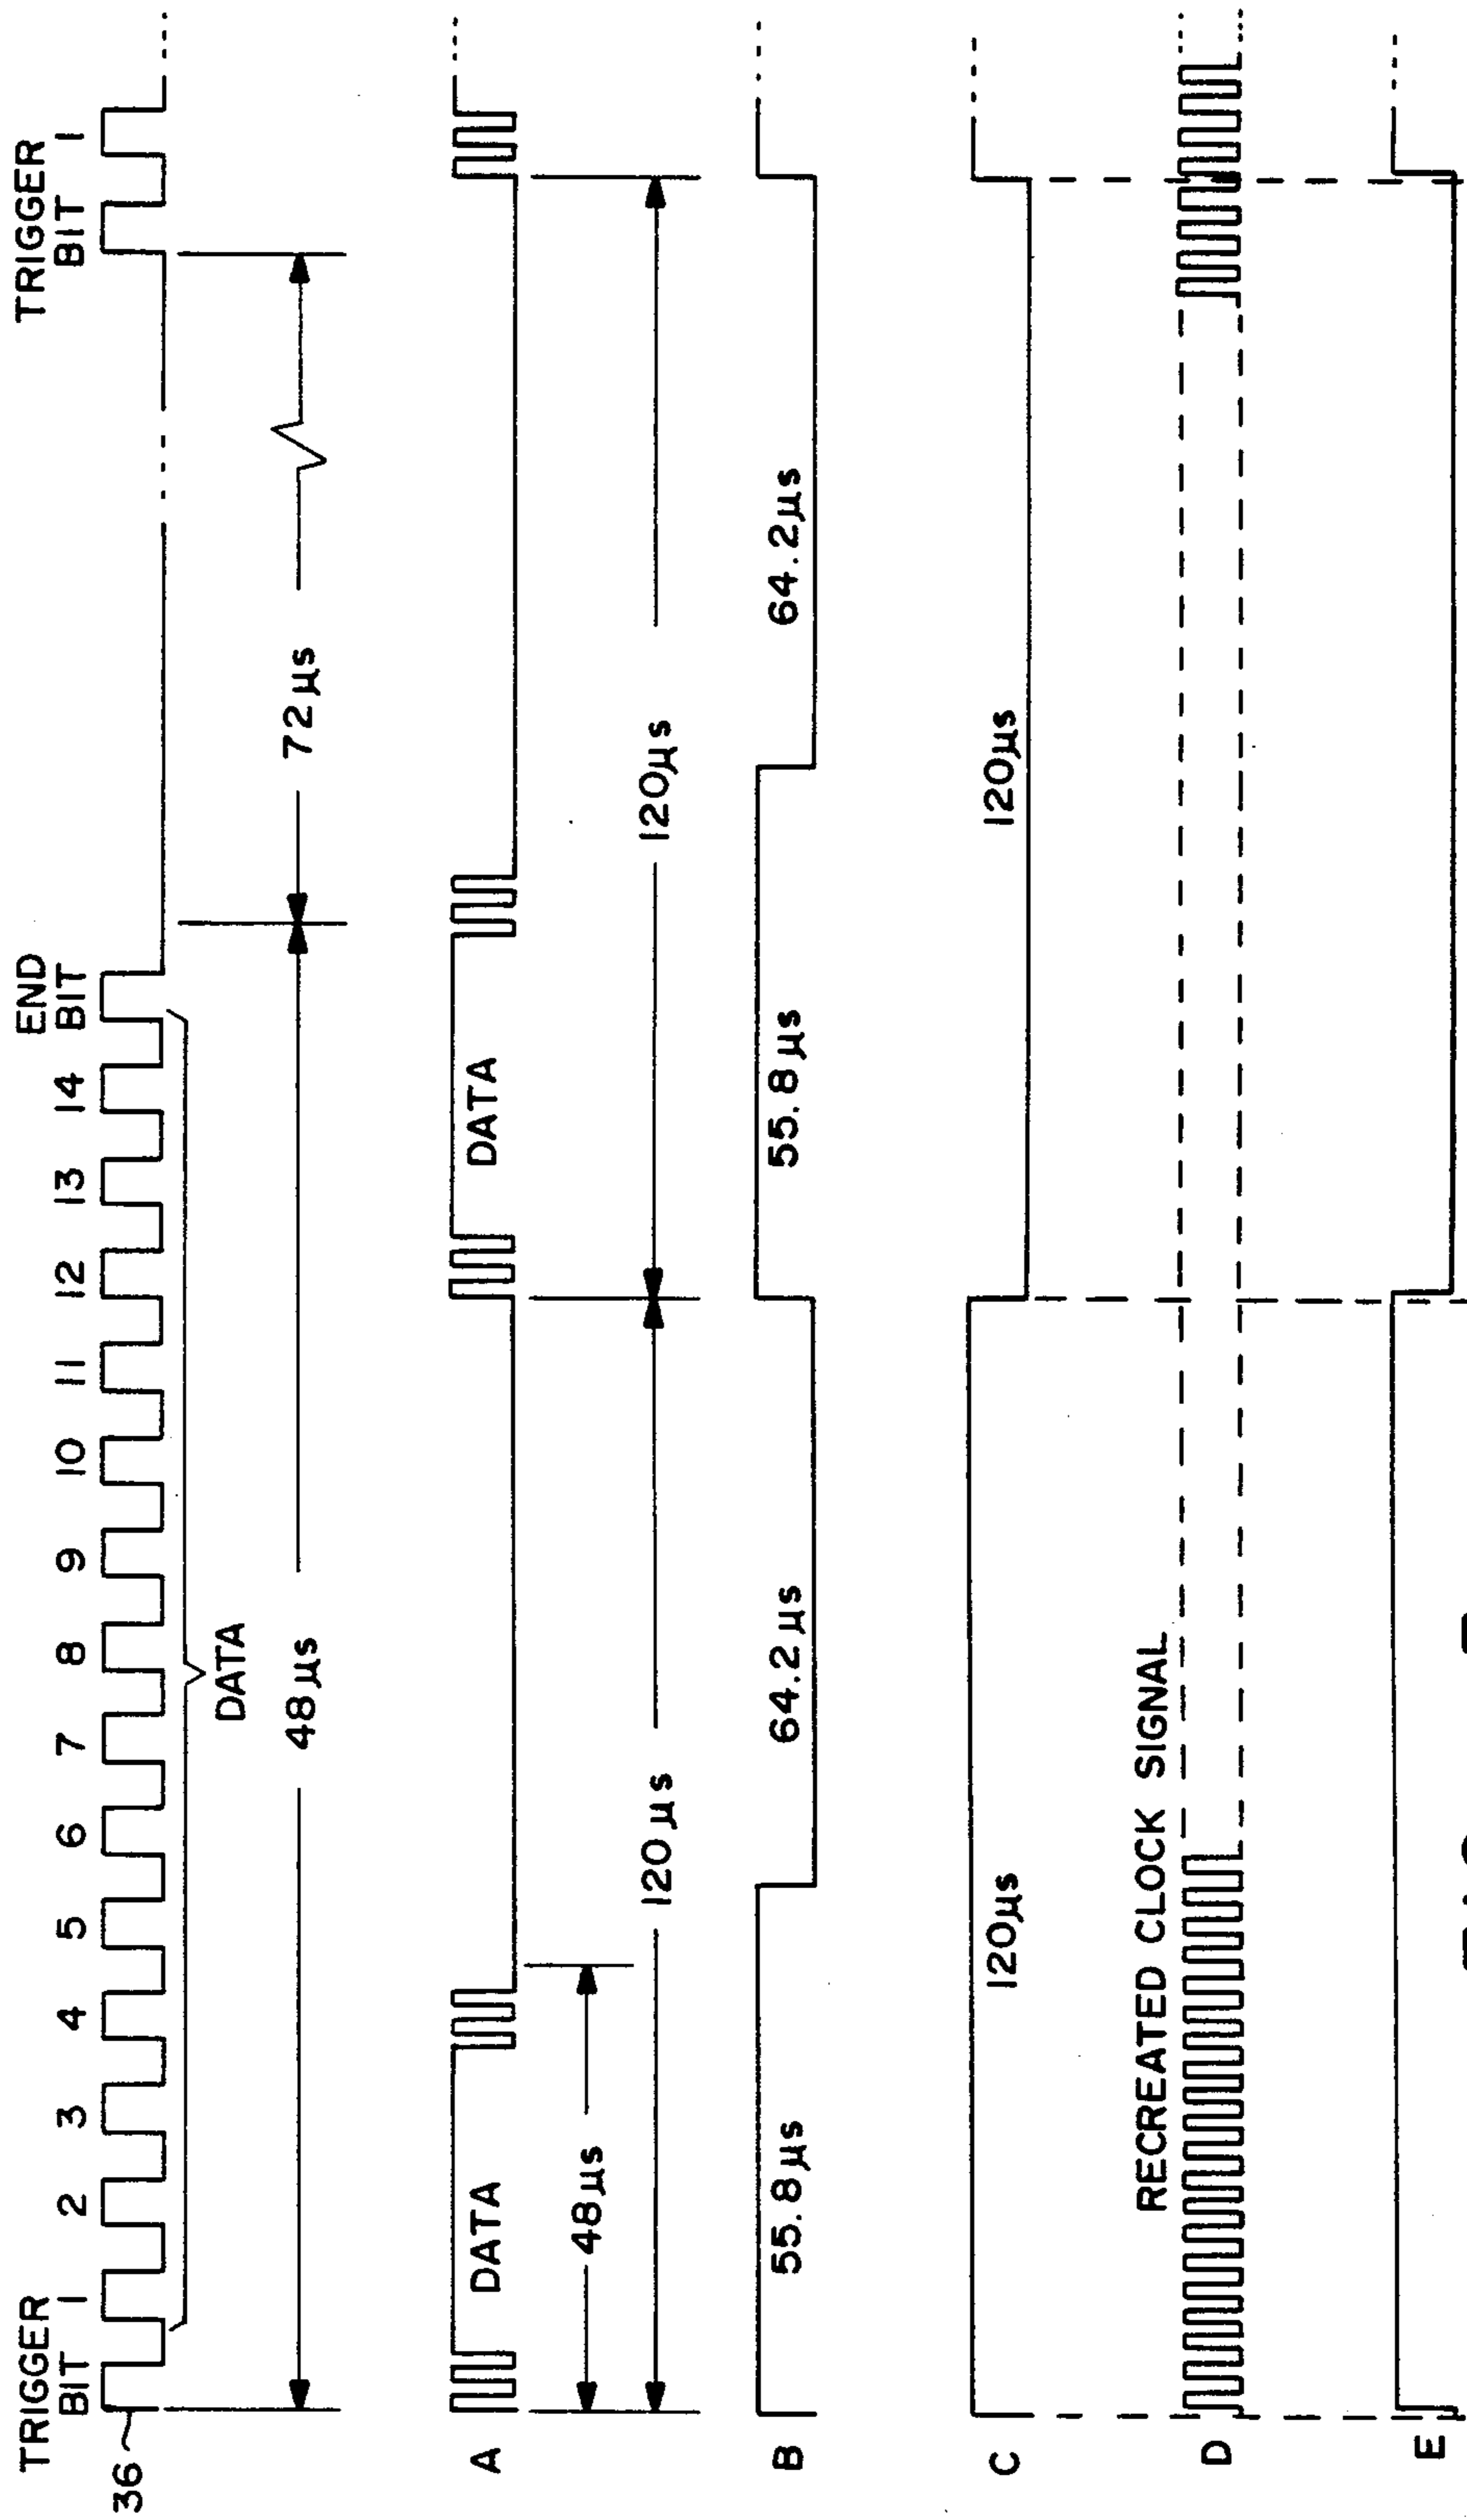 TRIGGER
BIT 1 2 3 4 5 6 7 8 9 10 11 12 13 14
END
BIT
TRIGGER
BIT 1
36
DATA
48μs
72μs
A
DATA
DATA
48μs
120μs
120μs
B
55.8μs
64.2μs
55.8μs
64.2μs
C
120μs
120μs
RECREATED CLOCK SIGNAL
D
E